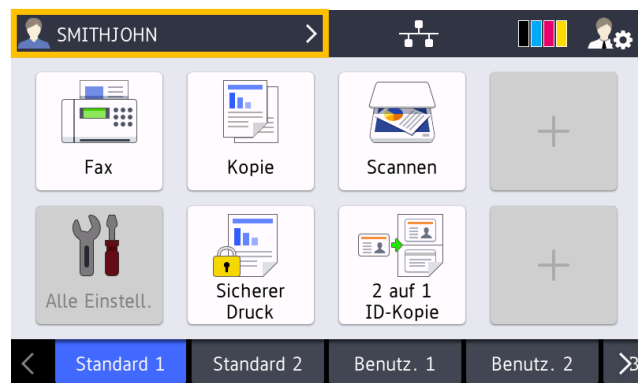 SMITHJOHN
Fax
Kopie
Scannen
Alle Einstell.
Sicherer
Druck
2 auf 1
ID-Kopie
Standard 1
Standard 2
Benutz. 1
Benutz. 2
3